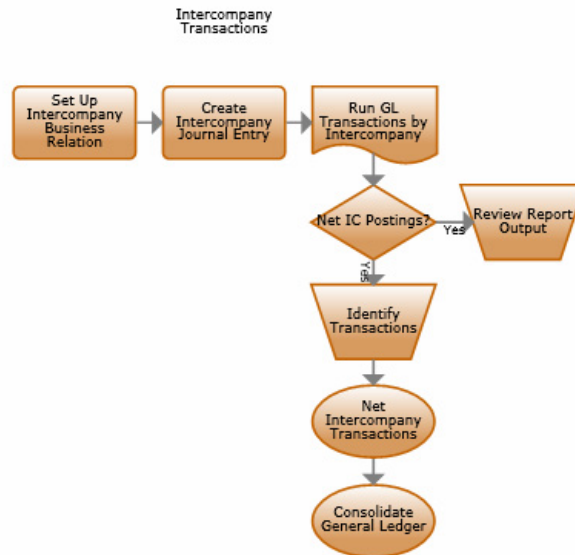 Intercompany
Transactions
Set Up
Intercompany
Business
Relation
Create
Intercompany
Journal Entry
Run GL
Transactions by
Intercompany
Net IC Postings?
Yes
Review Report
Output
Yes
Identify
Transactions
Net
Intercompany
Transactions
Consolidate
General Ledger